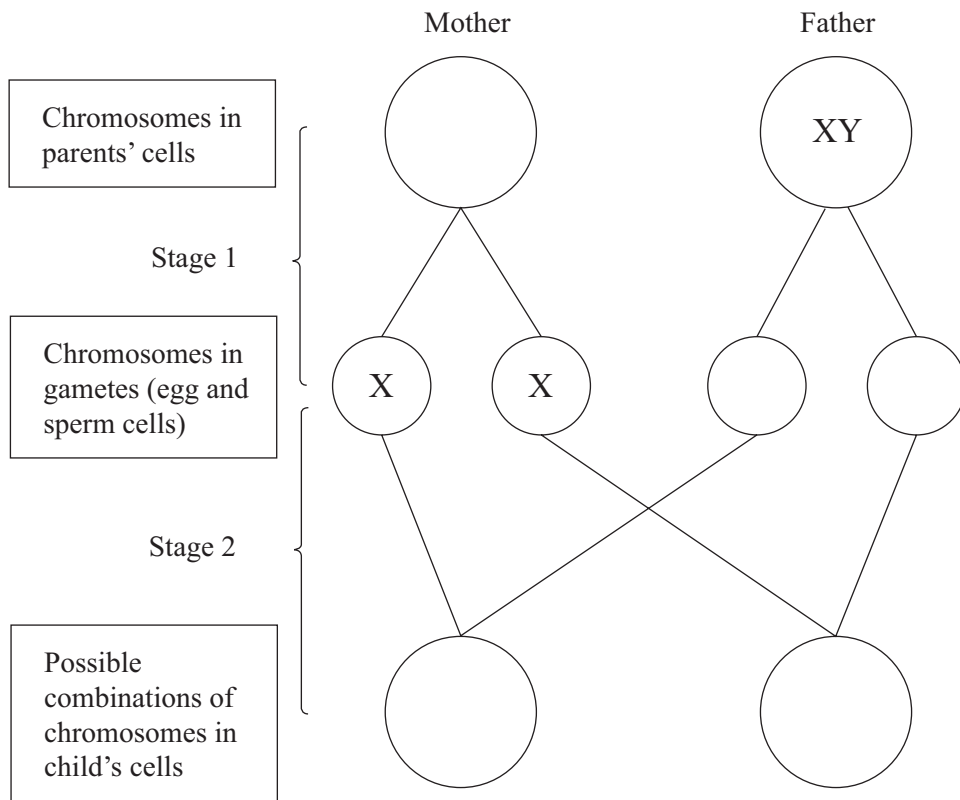 Mother
Father
Chromosomes in
parents’ cells
XY
Stage 1
Chromosomes in
gametes (egg and
sperm cells)
X
X
Stage 2
Possible
combinations of
chromosomes in
child’s cells